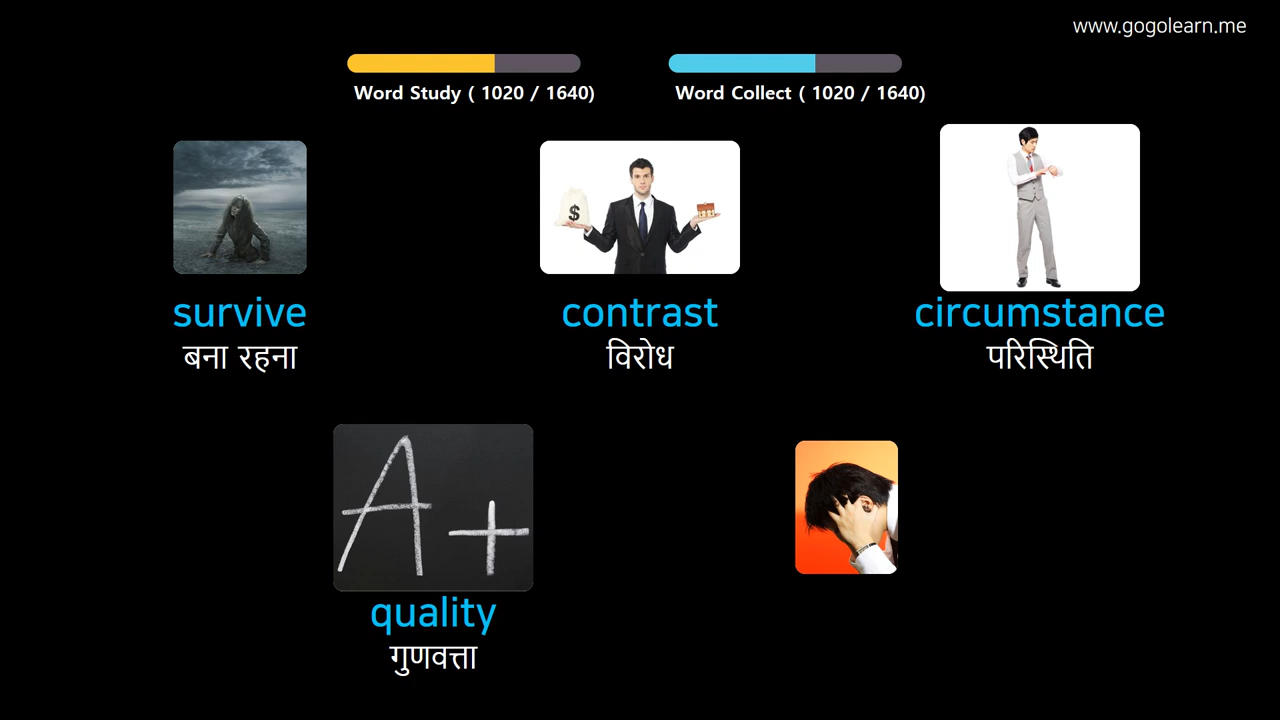 www.gogolearn.me
Word Study ( 1020 / 1640)
Word Collect ( 1020 / 1640)
$
survive
बना रहना
contrast
विरोध
circumstance
परिस्थिति
A+
quality
गुणवत्ता